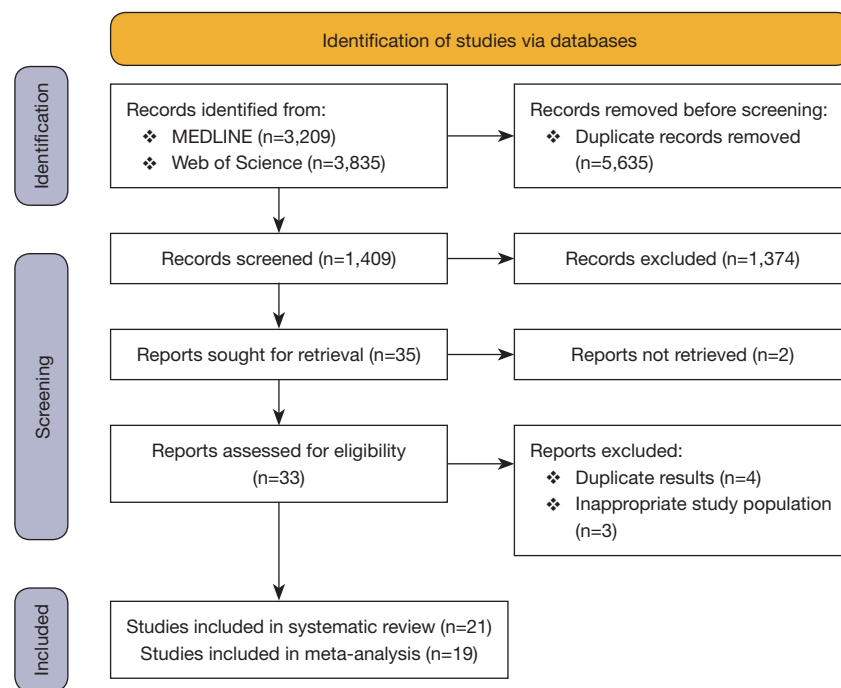 Identification of studies via databases
Identification
Records identified from:
❖ MEDLINE (n=3,209)
❖ Web of Science (n=3,835)
Records removed before screening:
❖ Duplicate records removed
(n=5,635)
Screening
Records screened (n=1,409)
Records excluded (n=1,374)
Reports sought for retrieval (n=35)
Reports not retrieved (n=2)
Reports assessed for eligibility
(n=33)
Reports excluded:
❖ Duplicate results (n=4)
❖ Inappropriate study population
(n=3)
Included
Studies included in systematic review (n=21)
Studies included in meta-analysis (n=19)